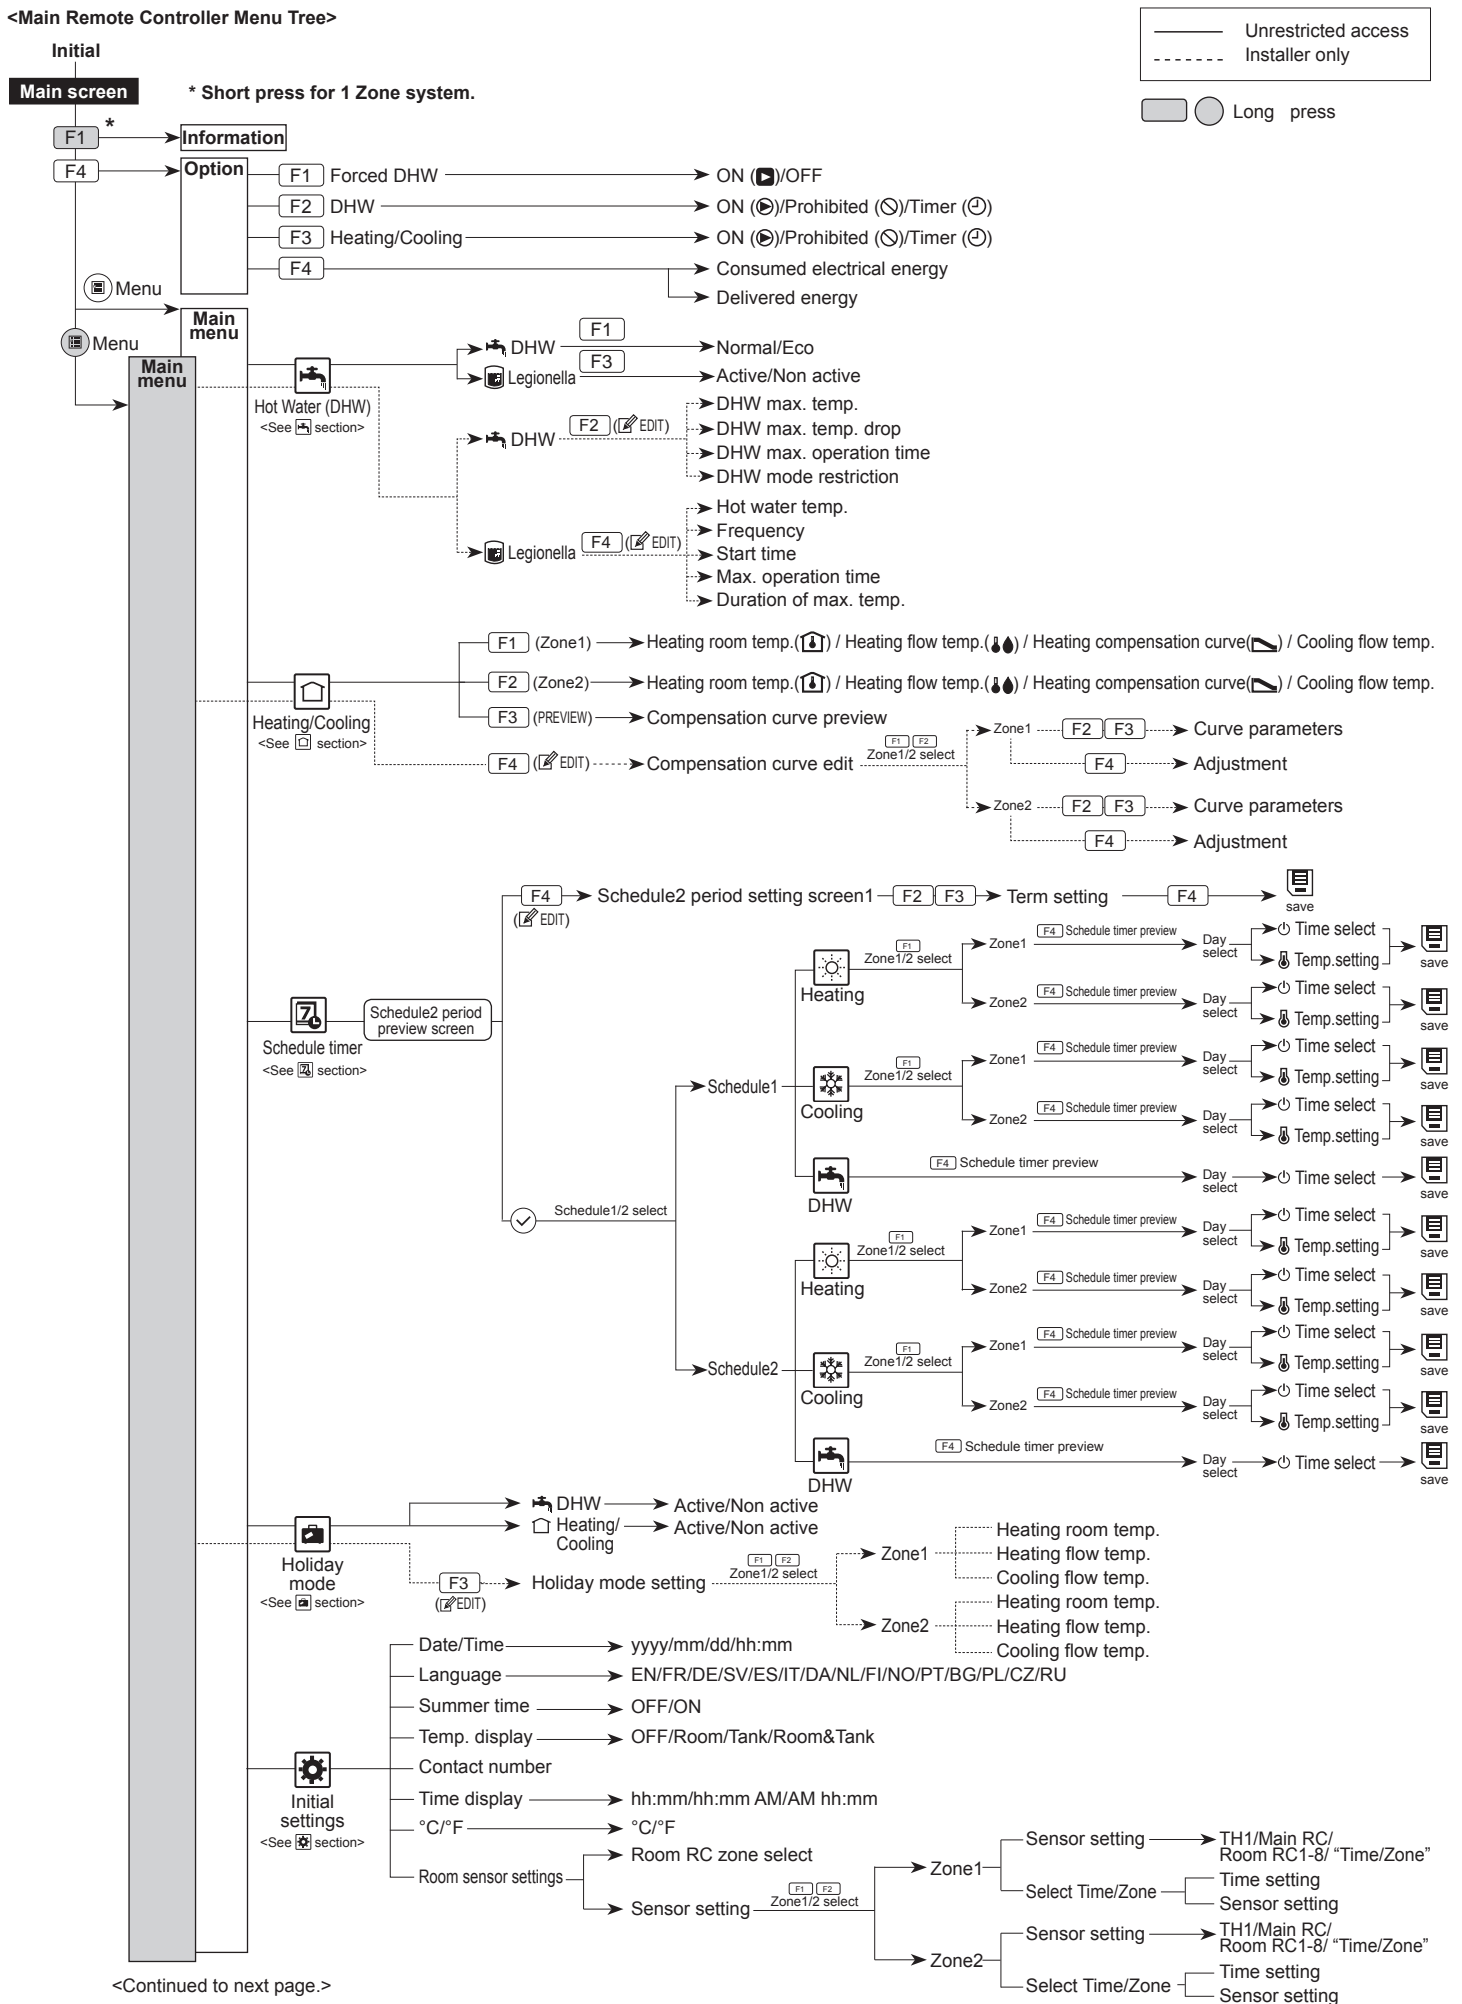 <Main Remote Controller Menu Tree>
Unrestricted access
Installer only
Long press
Initial
Main screen
* Short press for 1 Zone system.
F1 * Information
F4 Option
F1 Forced DHW ON ( )/OFF
F2 DHW ON ( )/Prohibited ( )/Timer ( )
F3 Heating/Cooling ON ( )/Prohibited ( )/Timer ( )
F4 Consumed electrical energy
Delivered energy
Menu
Main
menu
Menu
Main
menu
Hot Water (DHW)
<See section>
DHW F1 Normal/Eco
Legionella F3 Active/Non active
DHW F2 ( EDIT)
DHW max. temp.
DHW max. temp. drop
DHW max. operation time
DHW mode restriction
Legionella F4 ( EDIT)
Hot water temp.
Frequency
Start time
Max. operation time
Duration of max. temp.
Heating/Cooling
<See section>
F1 (Zone1) Heating room temp.( ) / Heating flow temp.( ) / Heating compensation curve( ) / Cooling flow temp.
F2 (Zone2) Heating room temp.( ) / Heating flow temp.( ) / Heating compensation curve( ) / Cooling flow temp.
F3 (PREVIEW) Compensation curve preview
F4 ( EDIT) Compensation curve edit
F1 F2
Zone1/2 select
Zone1 F2 F3 Curve parameters
F4 Adjustment
Zone2 F2 F3 Curve parameters
F4 Adjustment
Schedule timer
<See section>
Schedule2 period
preview screen
F4 Schedule2 period setting screen1 F2 F3 Term setting F4 save
( EDIT)
Schedule1/2 select
Schedule1
Heating
F1
Zone1/2 select
Zone1 F4 Schedule timer preview Day
select
Time select
Temp.setting
save
Zone2 F4 Schedule timer preview Day
select
Time select
Temp.setting
save
Cooling
F1
Zone1/2 select
Zone1 F4 Schedule timer preview Day
select
Time select
Temp.setting
save
Zone2 F4 Schedule timer preview Day
select
Time select
Temp.setting
save
DHW
F4 Schedule timer preview
Day
select
Time select
save
Schedule2
Heating
F1
Zone1/2 select
Zone1 F4 Schedule timer preview Day
select
Time select
Temp.setting
save
Zone2 F4 Schedule timer preview Day
select
Time select
Temp.setting
save
Cooling
F1
Zone1/2 select
Zone1 F4 Schedule timer preview Day
select
Time select
Temp.setting
save
Zone2 F4 Schedule timer preview Day
select
Time select
Temp.setting
save
DHW
F4 Schedule timer preview
Day
select
Time select
save
Holiday
mode
<See section>
DHW Active/Non active
Heating/
Cooling
Active/Non active
F3
( EDIT)
Holiday mode setting
F1 F2
Zone1/2 select
Zone1
Heating room temp.
Heating flow temp.
Cooling flow temp.
Zone2
Heating room temp.
Heating flow temp.
Cooling flow temp.
Initial
settings
<See section>
Date/Time yyyy/mm/dd/hh:mm
Language EN/FR/DE/SV/ES/IT/DA/NL/FI/NO/PT/BG/PL/CZ/RU
Summer time OFF/ON
Temp. display OFF/Room/Tank/Room&Tank
Contact number
Time display hh:mm/hh:mm AM/AM hh:mm
°C/°F °C/°F
Room sensor settings
Room RC zone select
Sensor setting
F1 F2
Zone1/2 select
Zone1
Sensor setting TH1/Main RC/
Room RC1-8/ “Time/Zone”
Select Time/Zone
Time setting
Sensor setting
Zone2
Sensor setting TH1/Main RC/
Room RC1-8/ “Time/Zone”
Select Time/Zone
Time setting
Sensor setting
<Continued to next page.>